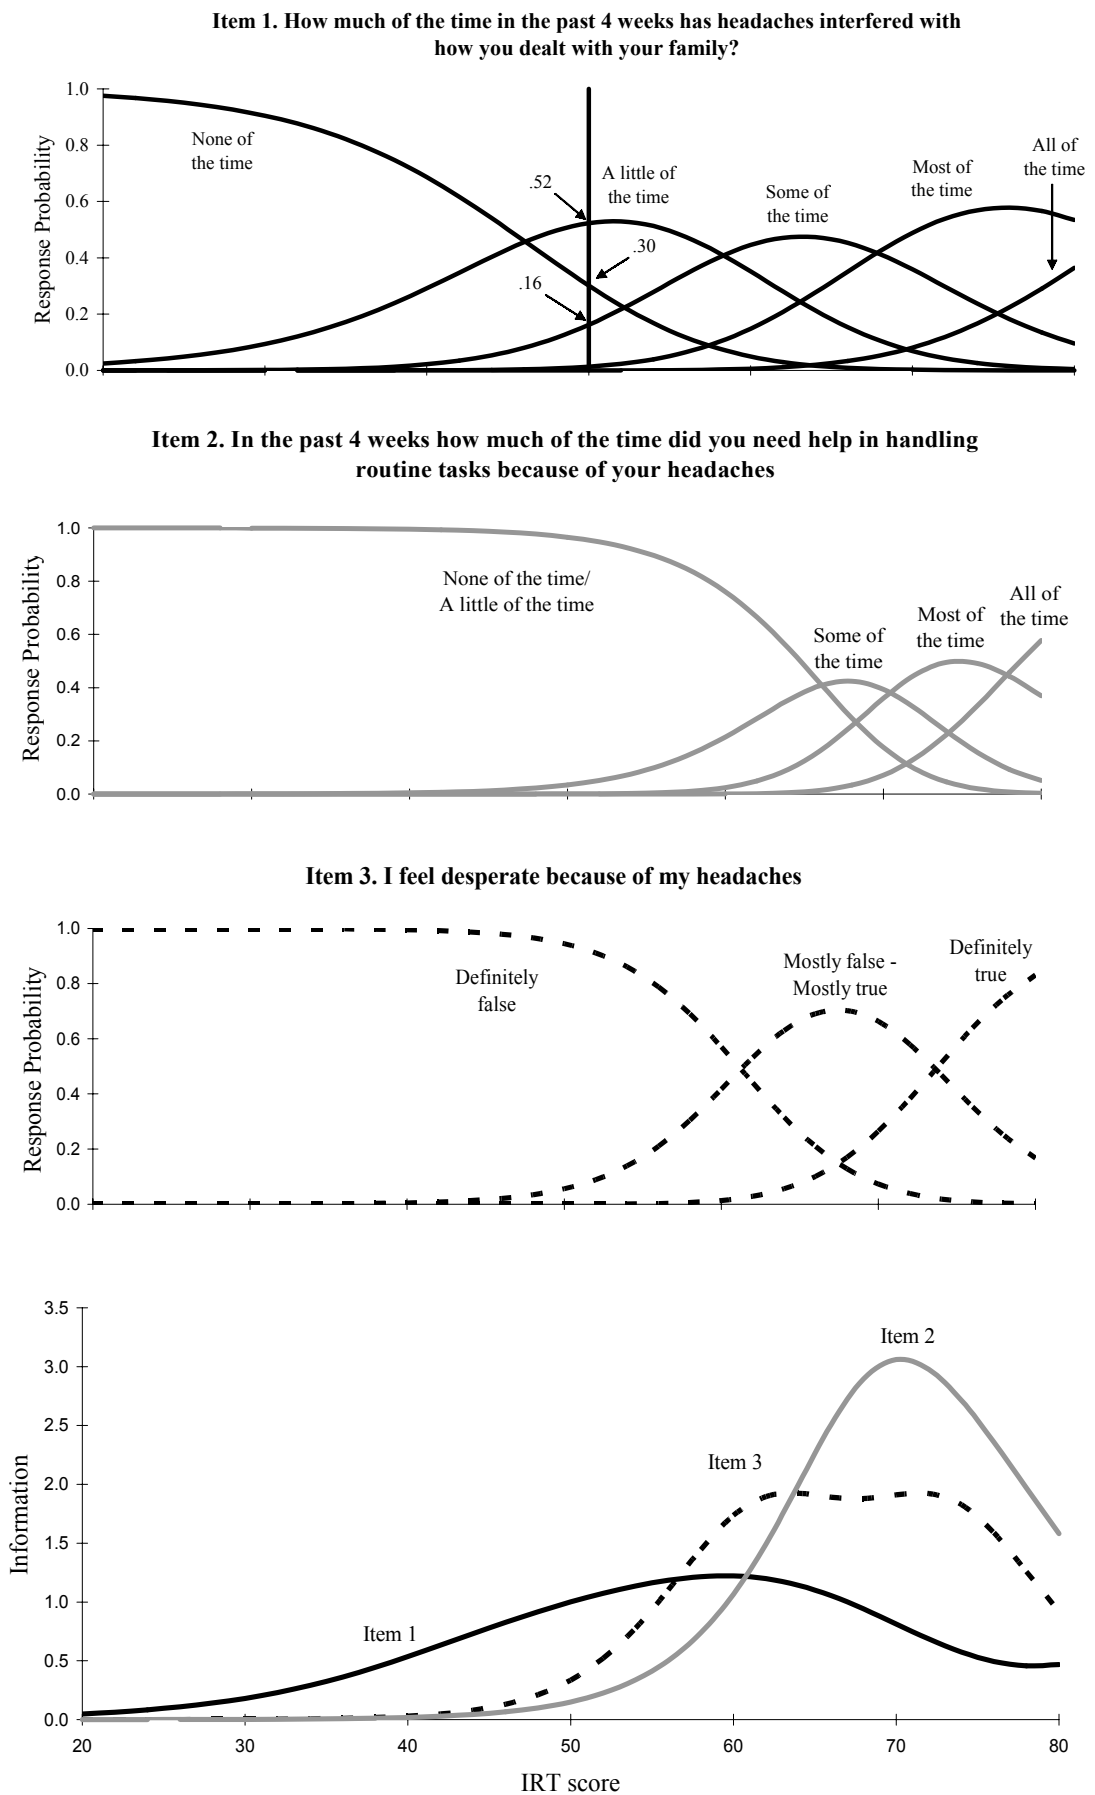 Item 1. How much of the time in the past 4 weeks has headaches interfered with
how you dealt with your family?
Response Probability
1.0
0.8
0.6
0.4
0.2
0.0
None of
the time
.52
.30
.16
A little of
the time
Some of
the time
Most of
the time
All of
the time
Item 2. In the past 4 weeks how much of the time did you need help in handling
routine tasks because of your headaches
Response Probability
1.0
0.8
0.6
0.4
0.2
0.0
None of the time/
A little of the time
Some of
the time
Most of
the time
All of
the time
Item 3. I feel desperate because of my headaches
Response Probability
1.0
0.8
0.6
0.4
0.2
0.0
Definitely
false
Mostly false -
Mostly true
Definitely
true
Information
3.5
3.0
2.5
2.0
1.5
1.0
0.5
0.0
Item 1
Item 3
Item 2
20
30
40
50
60
70
80
IRT score